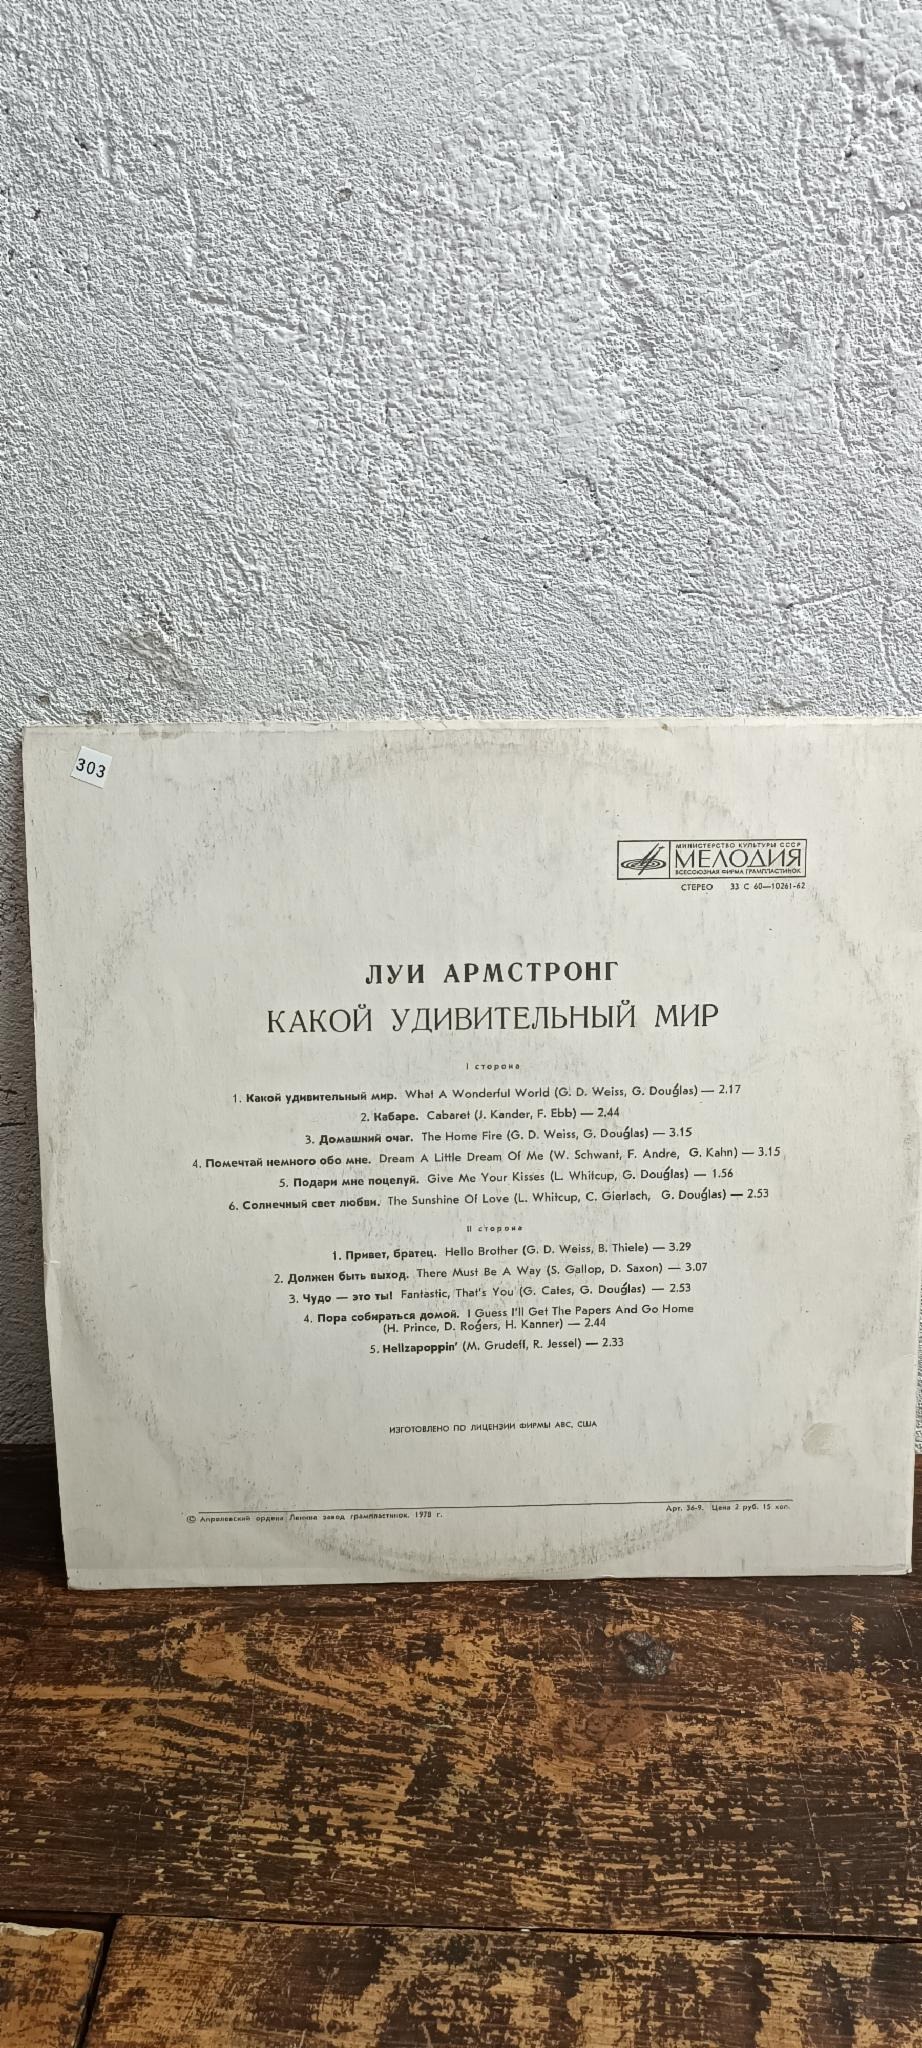 303
МИНИСТЕРСТВО КУЛЬТУРЫ СССР
МЕЛОДИЯ
ВСЕСОЮЗНАЯ ФИРМА ГРАМПЛАСТИНОК
СТЕРЕО 33 С 60—10261-62
ЛУИ АРМСТРОНГ
КАКОЙ УДИВИТЕЛЬНЫЙ МИР
I сторона
1. Какой удивительный мир. What A Wonderful World (G. D. Weiss, G. Douglas) — 2.17
2. Кабаре. Cabaret (J. Kander, F. Ebb) — 2.44
3. Домашний очаг. The Home Fire (G. D. Weiss, G. Douglas) — 3.15
4. Помечтай немного обо мне. Dream A Little Dream Of Me (W. Schwant, F. Andre, G. Kahn) — 3.15
5. Подари мне поцелуй. Give Me Your Kisses (L. Whitcup, G. Douglas) — 1.56
6. Солнечный свет любви. The Sunshine Of Love (L. Whitcup, C. Gierlach, G. Douglas) — 2.53
II сторона
1. Привет, братец. Hello Brother (G. D. Weiss, B. Thiele) — 3.29
2. Должен быть выход. There Must Be A Way (S. Gallop, D. Saxon) — 3.07
3. Чудо — это ты! Fantastic, That's You (G. Cates, G. Douglas) — 2.53
4. Пора собираться домой. I Guess I'll Get The Papers And Go Home
(H. Prince, D. Rogers, H. Kanner) — 2.44
5. Hellzapoppin' (M. Grudeff, R. Jessel) — 2.33
ИЗГОТОВЛЕНО ПО ЛИЦЕНЗИИ ФИРМЫ ABC, США
© Апрелевский ордена Ленина завод грампластинок. 1978 г.
Арт. 36-9. Цена 2 руб. 15 коп.